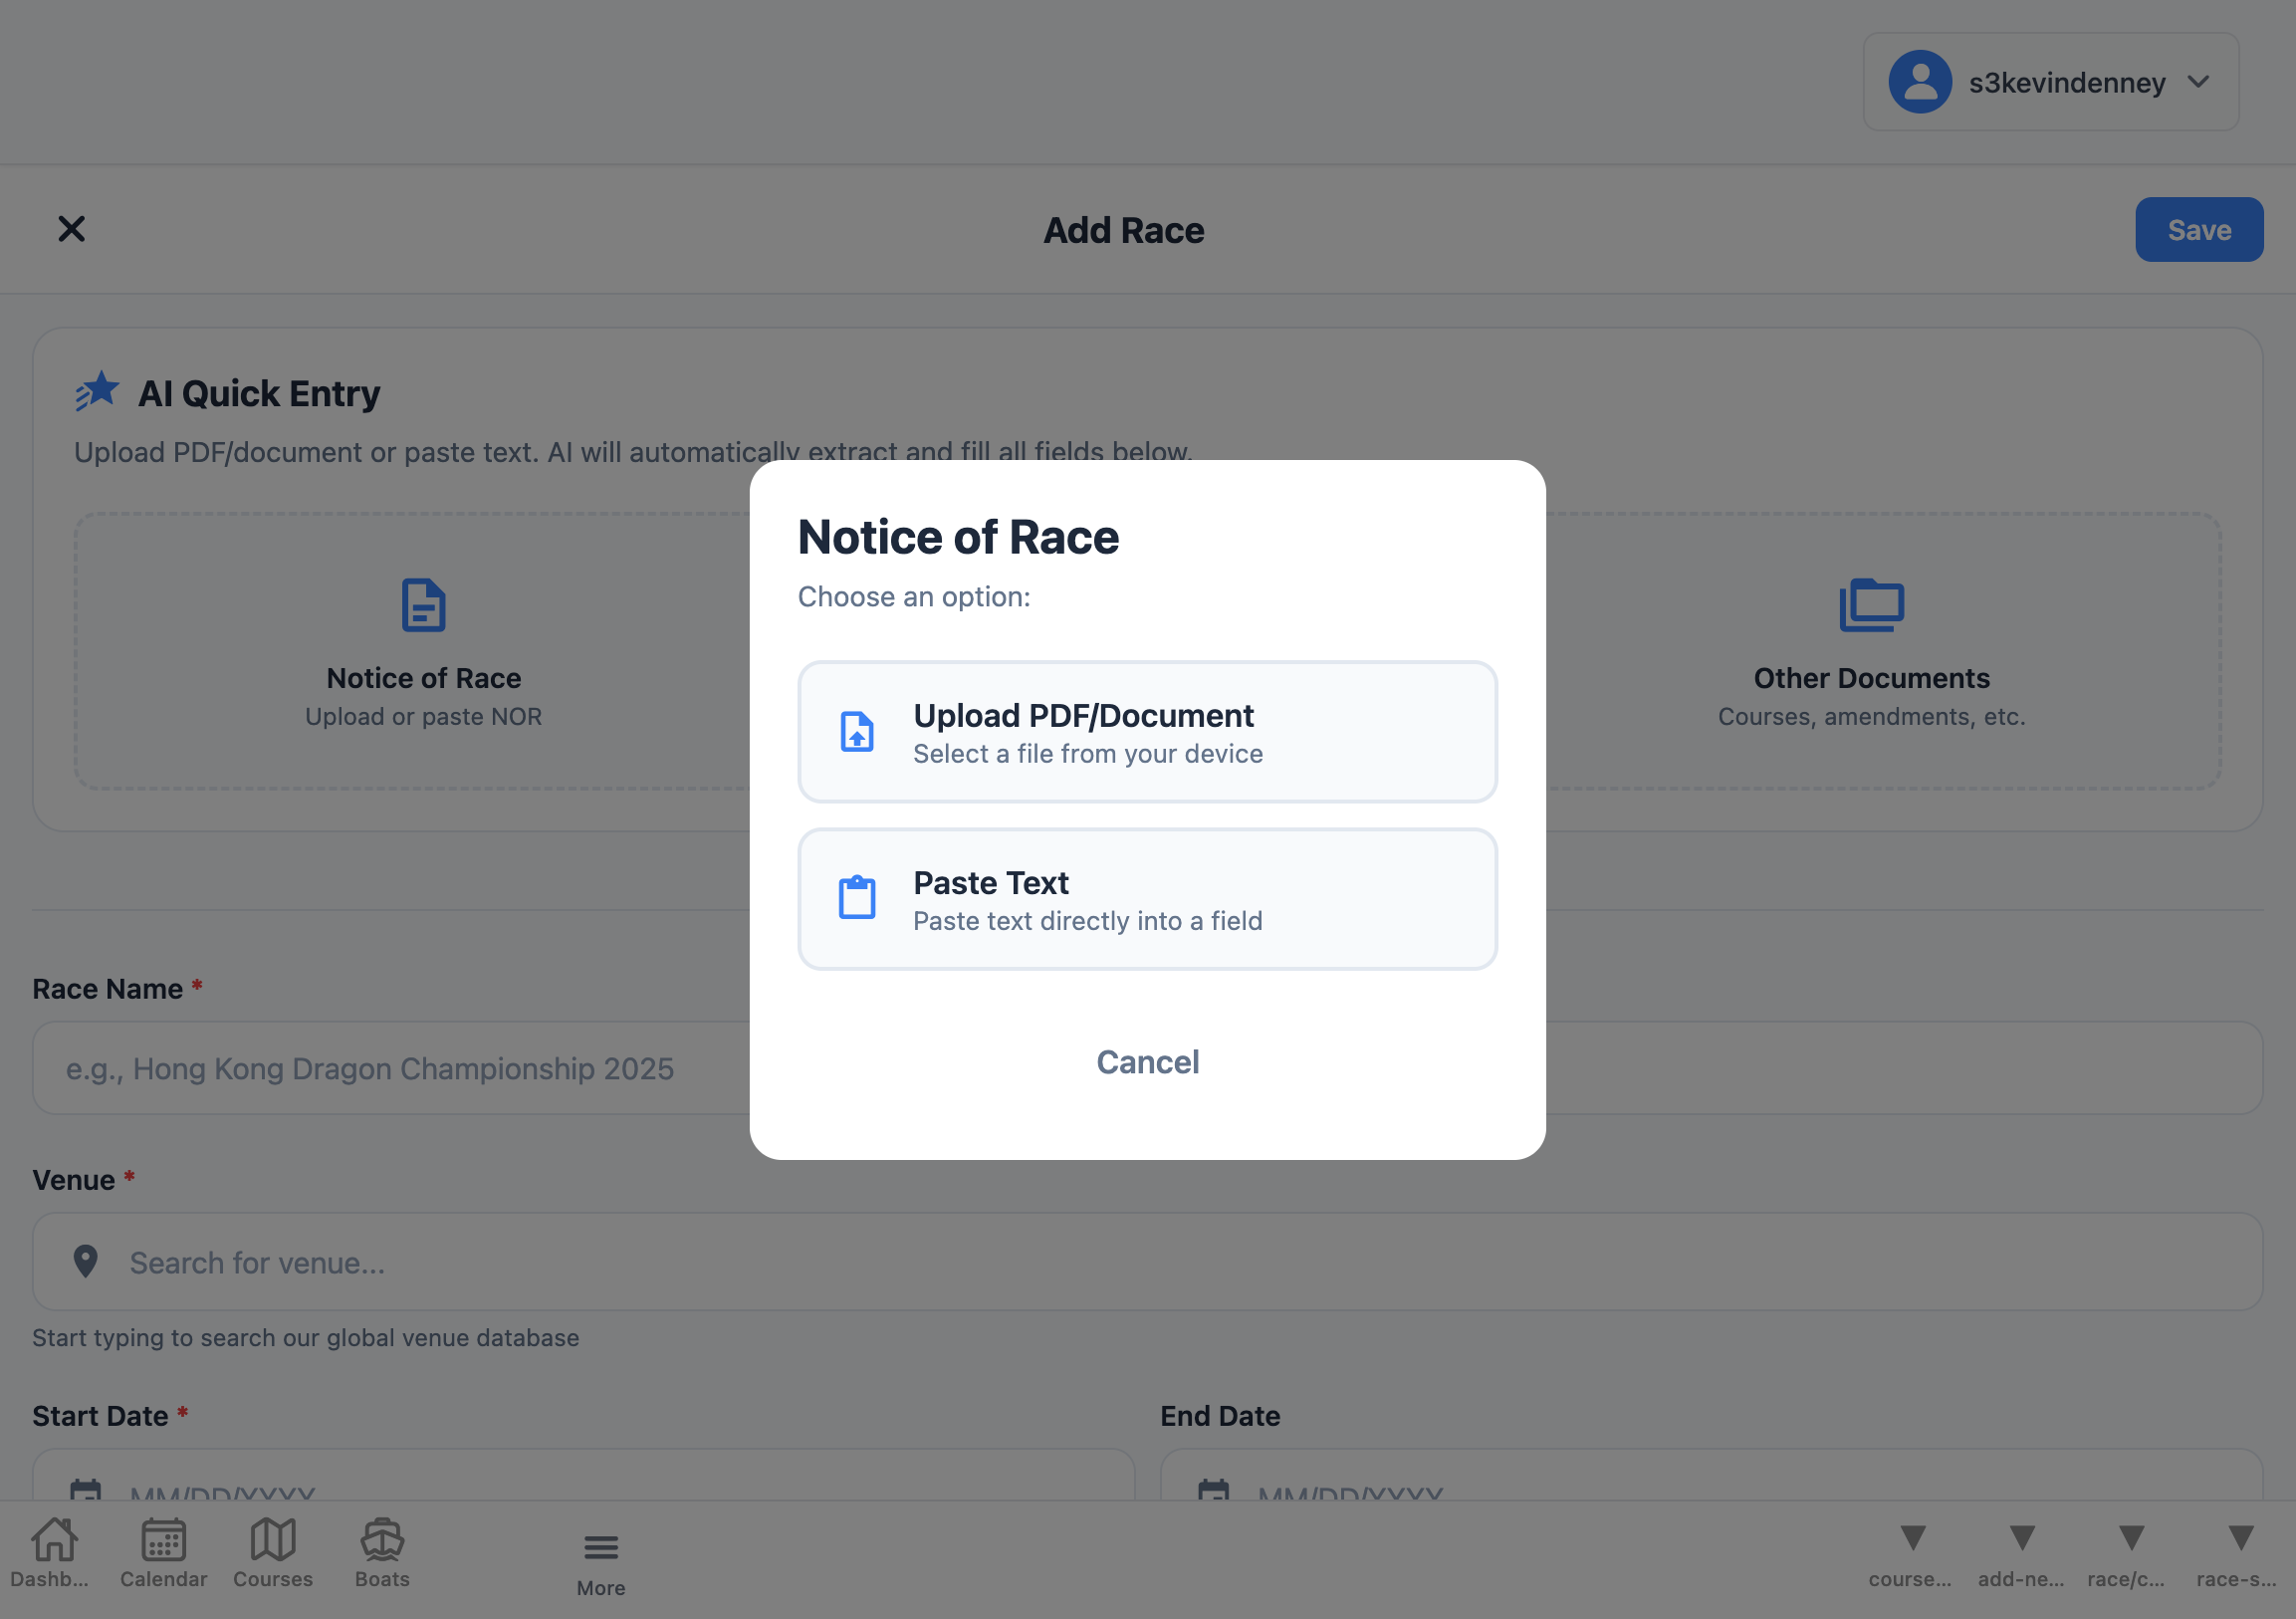 s3kevindenney
Add Race
Save
AI Quick Entry
Upload PDF/document or paste text. AI will automatically extract and fill all fields below.
Notice of Race
Upload or paste NOR
Other Documents
Courses, amendments, etc.
Notice of Race
Choose an option:
Upload PDF/Document
Select a file from your device
Paste Text
Paste text directly into a field
Cancel
Race Name *
e.g., Hong Kong Dragon Championship 2025
Venue *
Search for venue...
Start typing to search our global venue database
Start Date *
End Date
MM/DD/YYYY
MM/DD/YYYY
Dashb...
Calendar
Courses
Boats
More
course...
add-ne...
race/c...
race-s...